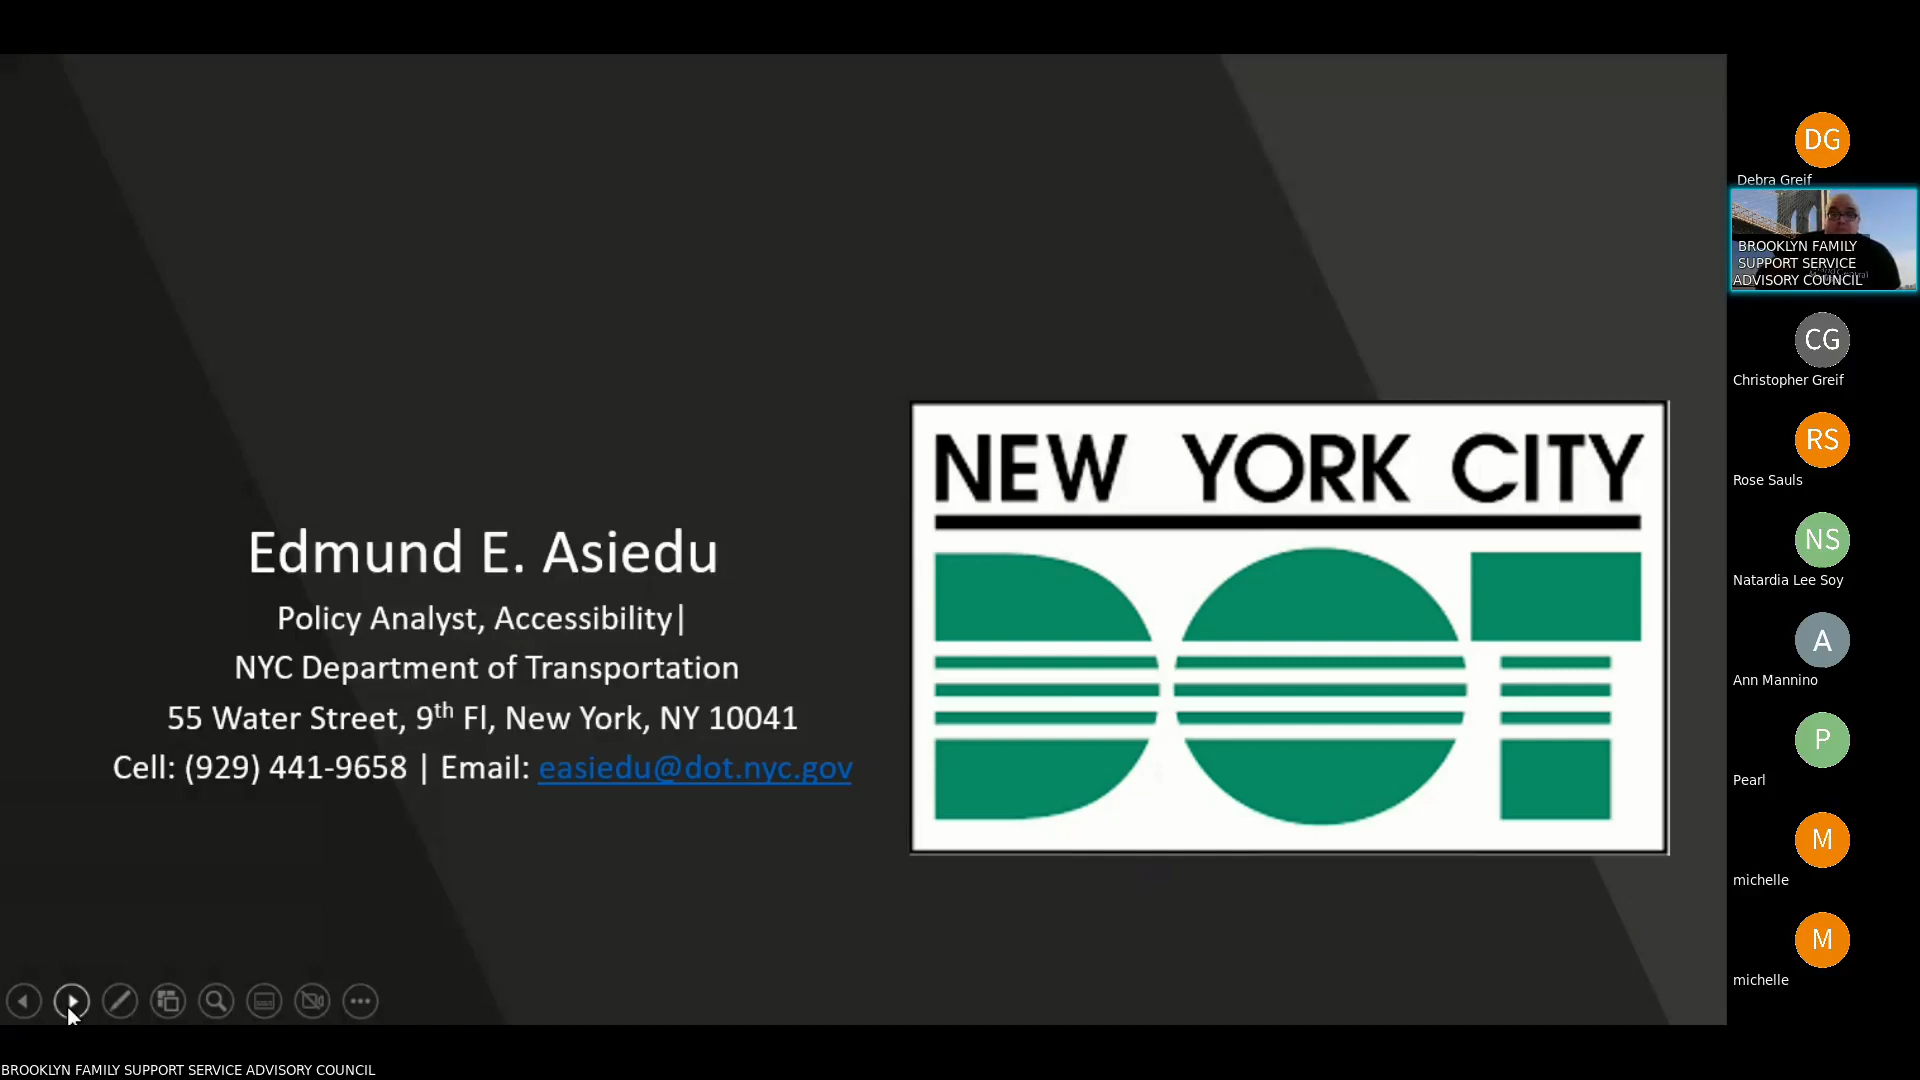 Edmund E. Asiedu
Policy Analyst, Accessibility|
NYC Department of Transportation
55 Water Street, 9th Fl, New York, NY 10041
Cell: (929) 441-9658 | Email: easiedu@dot.nyc.gov
NEW YORK CITY
DOT
DG
Debra Greif
BROOKLYN FAMILY
SUPPORT SERVICE
ADVISORY COUNCIL
CG
Christopher Greif
RS
Rose Sauls
NS
Natardia Lee Soy
A
Ann Mannino
P
Pearl
M
michelle
M
michelle
BROOKLYN FAMILY SUPPORT SERVICE ADVISORY COUNCIL